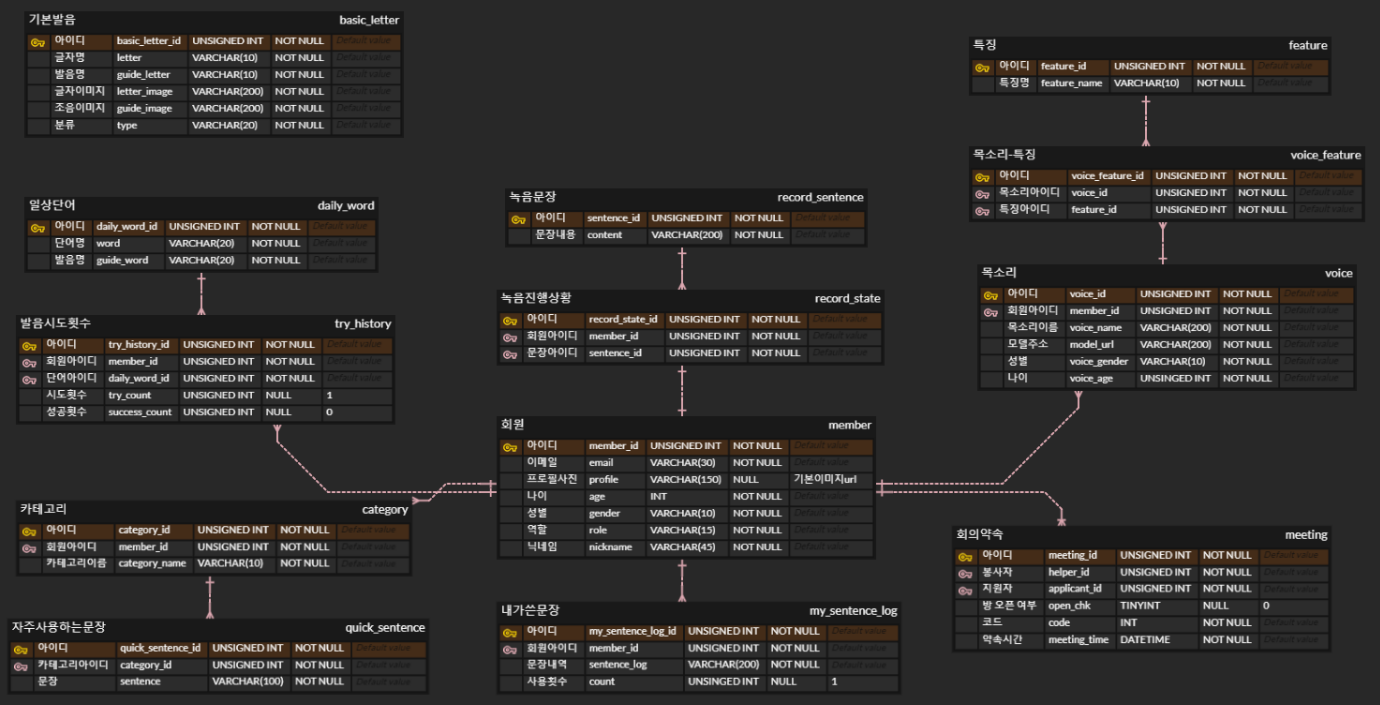 기본발음 basic_letter
아이디 basic_letter_id UNSIGNED INT NOT NULL Default value
글자명 letter VARCHAR(10) NOT NULL Default value
발음명 guide_letter VARCHAR(10) NOT NULL Default value
글자이미지 letter_image VARCHAR(200) NOT NULL Default value
조음이미지 guide_image VARCHAR(200) NOT NULL Default value
분류 type VARCHAR(20) NOT NULL Default value
일상단어 daily_word
아이디 daily_word_id UNSIGNED INT NOT NULL Default value
단어명 word VARCHAR(20) NOT NULL Default value
발음명 guide_word VARCHAR(20) NOT NULL Default value
발음시도횟수 try_history
아이디 try_history_id UNSIGNED INT NOT NULL Default value
회원아이디 member_id UNSIGNED INT NOT NULL Default value
단어아이디 daily_word_id UNSIGNED INT NOT NULL Default value
시도횟수 try_count UNSIGNED INT NULL 1
성공횟수 success_count UNSIGNED INT NULL 0
카테고리 category
아이디 category_id UNSIGNED INT NOT NULL Default value
회원아이디 member_id UNSIGNED INT NOT NULL Default value
카테고리이름 category_name VARCHAR(10) NOT NULL Default value
자주사용하는문장 quick_sentence
아이디 quick_sentence_id UNSIGNED INT NOT NULL Default value
카테고리아이디 category_id UNSIGNED INT NOT NULL Default value
문장 sentence VARCHAR(100) NOT NULL Default value
녹음문장 record_sentence
아이디 sentence_id UNSIGNED INT NOT NULL Default value
문장내용 content VARCHAR(200) NOT NULL Default value
녹음진행상황 record_state
아이디 record_state_id UNSIGNED INT NOT NULL Default value
회원아이디 member_id UNSIGNED INT NOT NULL Default value
문장아이디 sentence_id UNSIGNED INT NOT NULL Default value
회원 member
아이디 member_id UNSIGNED INT NOT NULL Default value
이메일 email VARCHAR(30) NOT NULL Default value
프로필사진 profile VARCHAR(150) NULL 기본이미지url
나이 age INT NOT NULL Default value
성별 gender VARCHAR(10) NOT NULL Default value
역할 role VARCHAR(15) NOT NULL Default value
닉네임 nickname VARCHAR(45) NOT NULL Default value
내가쓴문장 my_sentence_log
아이디 my_sentence_log_id UNSIGNED INT NOT NULL Default value
회원아이디 member_id UNSIGNED INT NOT NULL Default value
문장내역 sentence_log VARCHAR(200) NOT NULL Default value
사용횟수 count UNSINGED INT NULL 1
특징 feature
아이디 feature_id UNSIGNED INT NOT NULL Default value
특징명 feature_name VARCHAR(10) NOT NULL Default value
목소리-특징 voice_feature
아이디 voice_feature_id UNSIGNED INT NOT NULL Default value
목소리아이디 voice_id UNSIGNED INT NOT NULL Default value
특징아이디 feature_id UNSIGNED INT NOT NULL Default value
목소리 voice
아이디 voice_id UNSIGNED INT NOT NULL Default value
회원아이디 member_id UNSIGNED INT NOT NULL Default value
목소리이름 voice_name VARCHAR(200) NOT NULL Default value
모델주소 model_url VARCHAR(200) NOT NULL Default value
성별 voice_gender VARCHAR(10) NOT NULL Default value
나이 voice_age UNSINGED INT NOT NULL Default value
회의약속 meeting
아이디 meeting_id UNSIGNED INT NOT NULL Default value
봉사자 helper_id UNSIGNED INT NOT NULL Default value
지원자 applicant_id UNSIGNED INT NOT NULL Default value
방 오픈 여부 open_chk TINYINT NULL 0
코드 code INT NOT NULL Default value
약속시간 meeting_time DATETIME NOT NULL Default value